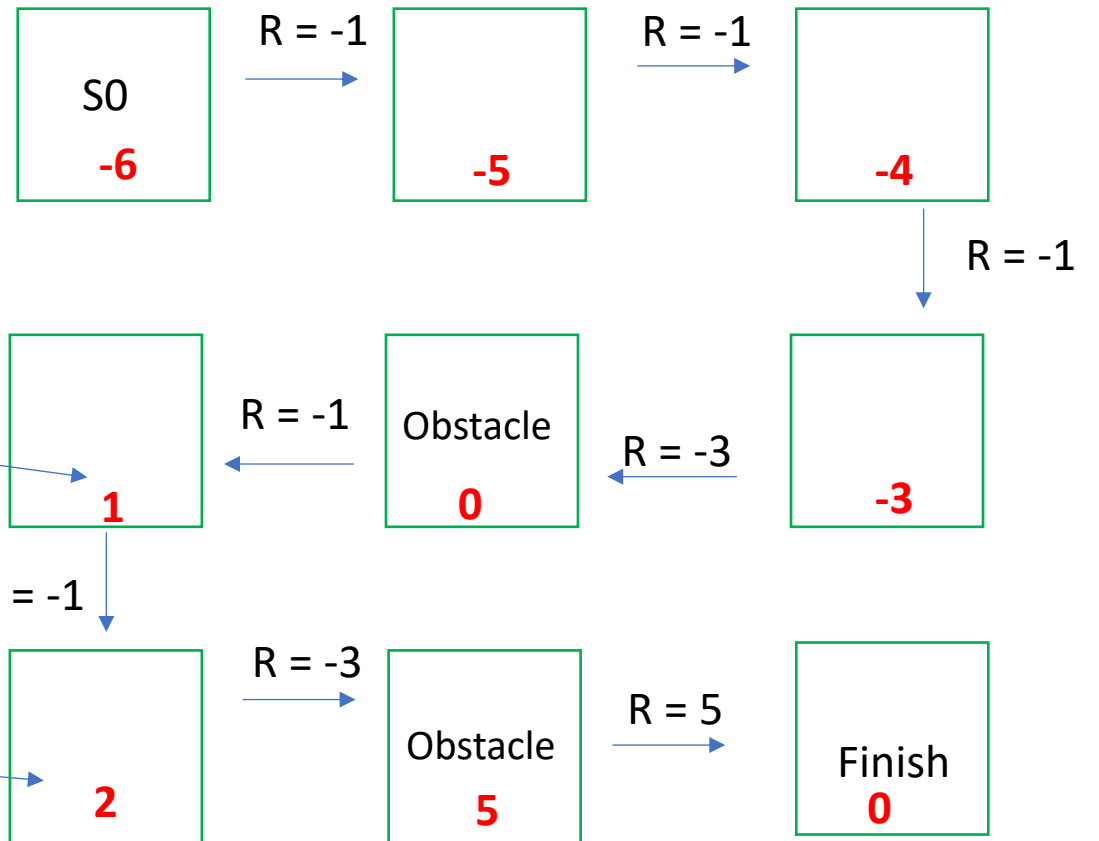 R = -1
R = -1
S0
-6
-5
-4
R = -1
R = -1
Obstacle
R = -3
1
0
-3
= -1
R = -3
R = 5
Obstacle
Finish
2
5
0